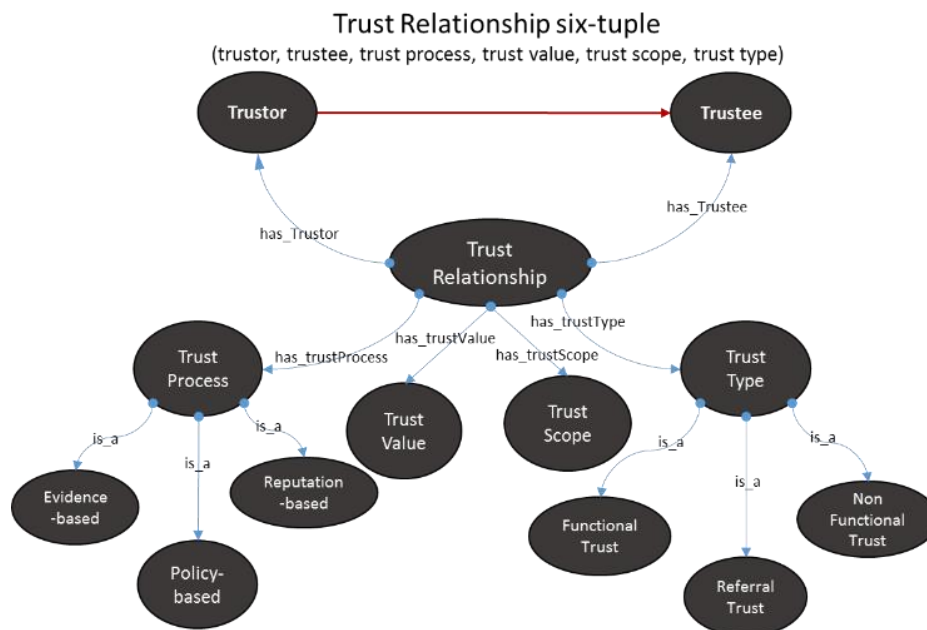 Trust Relationship six-tuple
(trustor, trustee, trust process, trust value, trust scope, trust type)
Trustor
Trustee
has_Trustor
has_Trustee
Trust
Relationship
has_trustProcess
has_trustValue
has_trustScope
has_trustType
Trust
Process
Trust
Value
Trust
Scope
Trust
Type
is_a
is_a
is_a
is_a
is_a
is_a
Evidence
-based
Policy-
based
Reputation
-based
Functional
Trust
Referral
Trust
Non
Functional
Trust